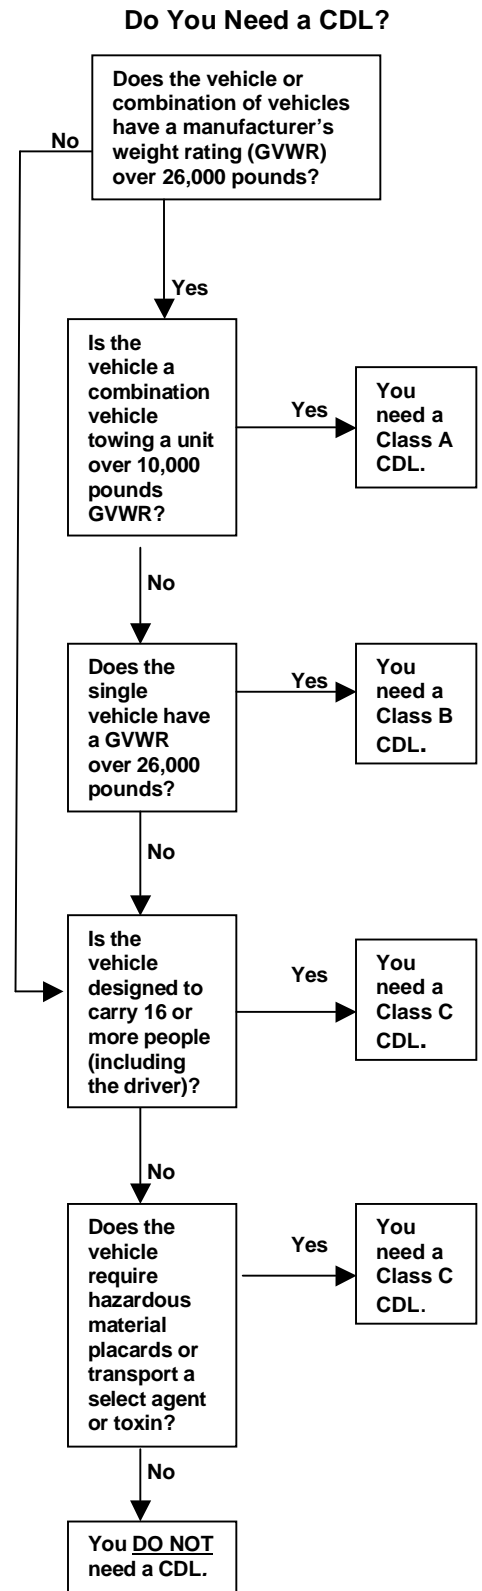 Do You Need a CDL?
Does the vehicle or
combination of vehicles
have a manufacturer’s
weight rating (GVWR)
over 26,000 pounds?
No
Yes
Is the
vehicle a
combination
vehicle
towing a unit
over 10,000
pounds
GVWR?
Yes
You
need a
Class A
CDL.
No
Does the
single
vehicle have
a GVWR
over 26,000
pounds?
Yes
You
need a
Class B
CDL.
No
Is the
vehicle
designed to
carry 16 or
more people
(including
the driver)?
Yes
You
need a
Class C
CDL.
No
Does the
vehicle
require
hazardous
material
placards or
transport a
select agent
or toxin?
Yes
You
need a
Class C
CDL.
No
You DO NOT
need a CDL.